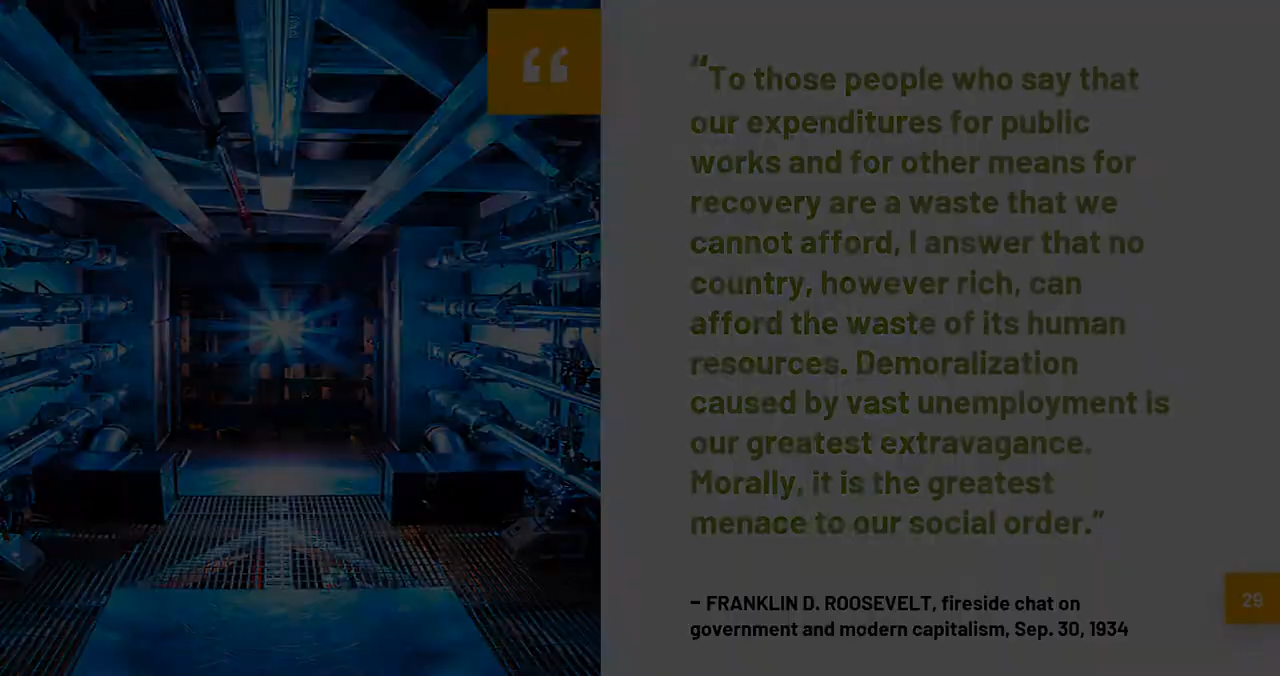 “
“To those people who say that
our expenditures for public
works and for other means for
recovery are a waste that we
cannot afford, I answer that no
country, however rich, can
afford the waste of its human
resources. Demoralization
caused by vast unemployment is
our greatest extravagance.
Morally, it is the greatest
menace to our social order.”
– FRANKLIN D. ROOSEVELT, fireside chat on
government and modern capitalism, Sep. 30, 1934
29